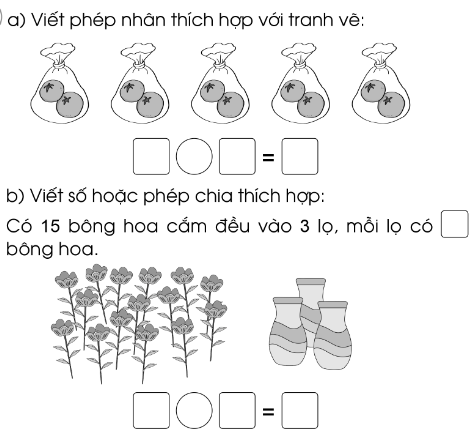 a) Viết phép nhân thích hợp với tranh vẽ:
=
b) Viết số hoặc phép chia thích hợp:
Có 15 bông hoa cắm đều vào 3 lọ, mỗi lọ có
bông hoa.
=